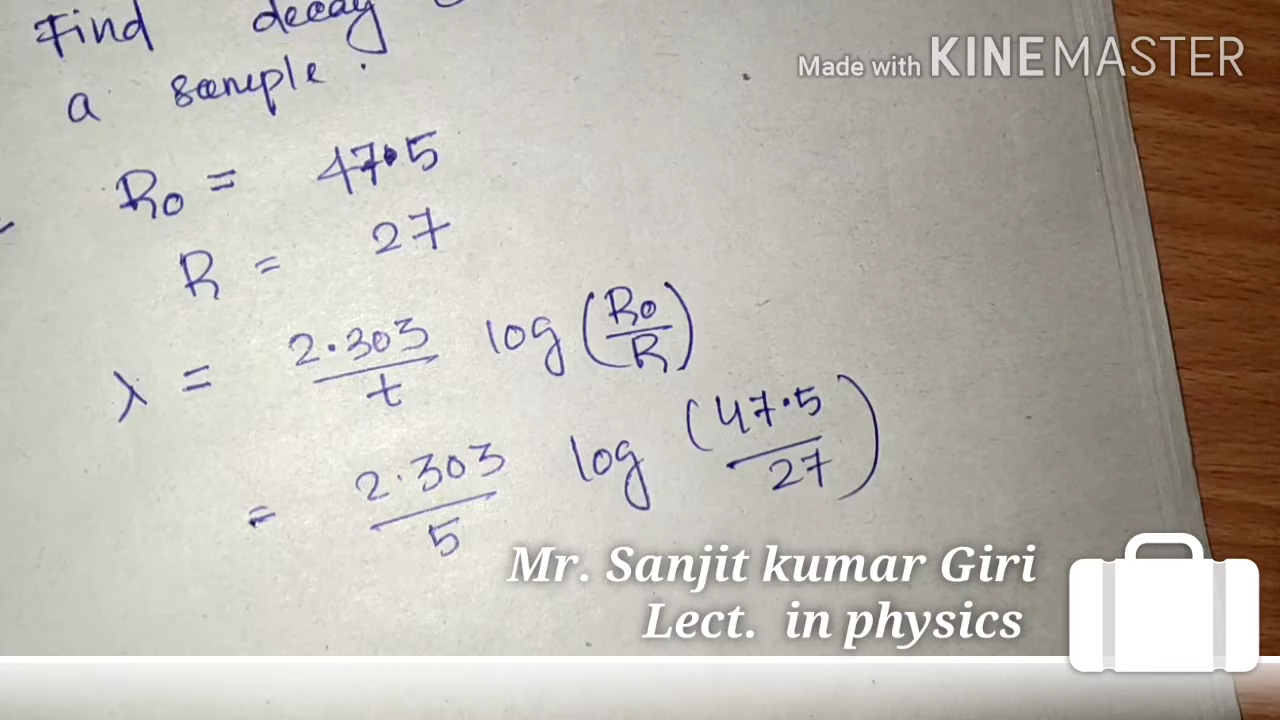 Find decay
a sample.
R₀ = 47.5
R = 27
λ = 2.303/t log(R₀/R)
= 2.303/5 log(47.5/27)
Made with KINEMASTER
Mr. Sanjit kumar Giri
Lect. in physics